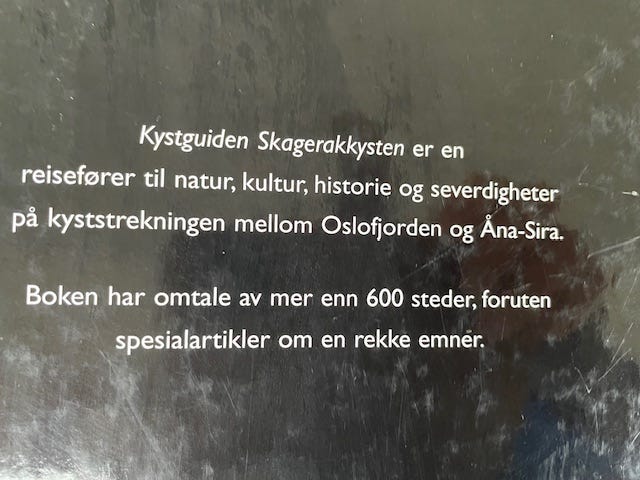 Kystguiden Skagerakkysten er en
reisefører til natur, kultur, historie og severdigheter
på kyststrekningen mellom Oslofjorden og Åna-Sira.
Boken har omtale av mer enn 600 steder, foruten
spesialartikler om en rekke emner.